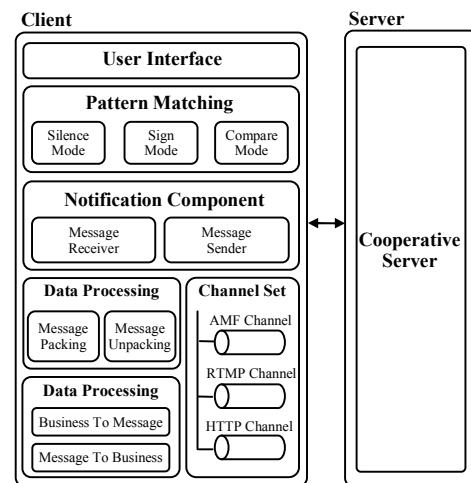 Client
Server
User Interface
Pattern Matching
Silence
Mode
Sign
Mode
Compare
Mode
Notification Component
Message
Receiver
Message
Sender
Cooperative
Server
Data Processing
Message
Packing
Message
Unpacking
Channel Set
AMF Channel
RTMP Channel
HTTP Channel
Data Processing
Business To Message
Message To Business